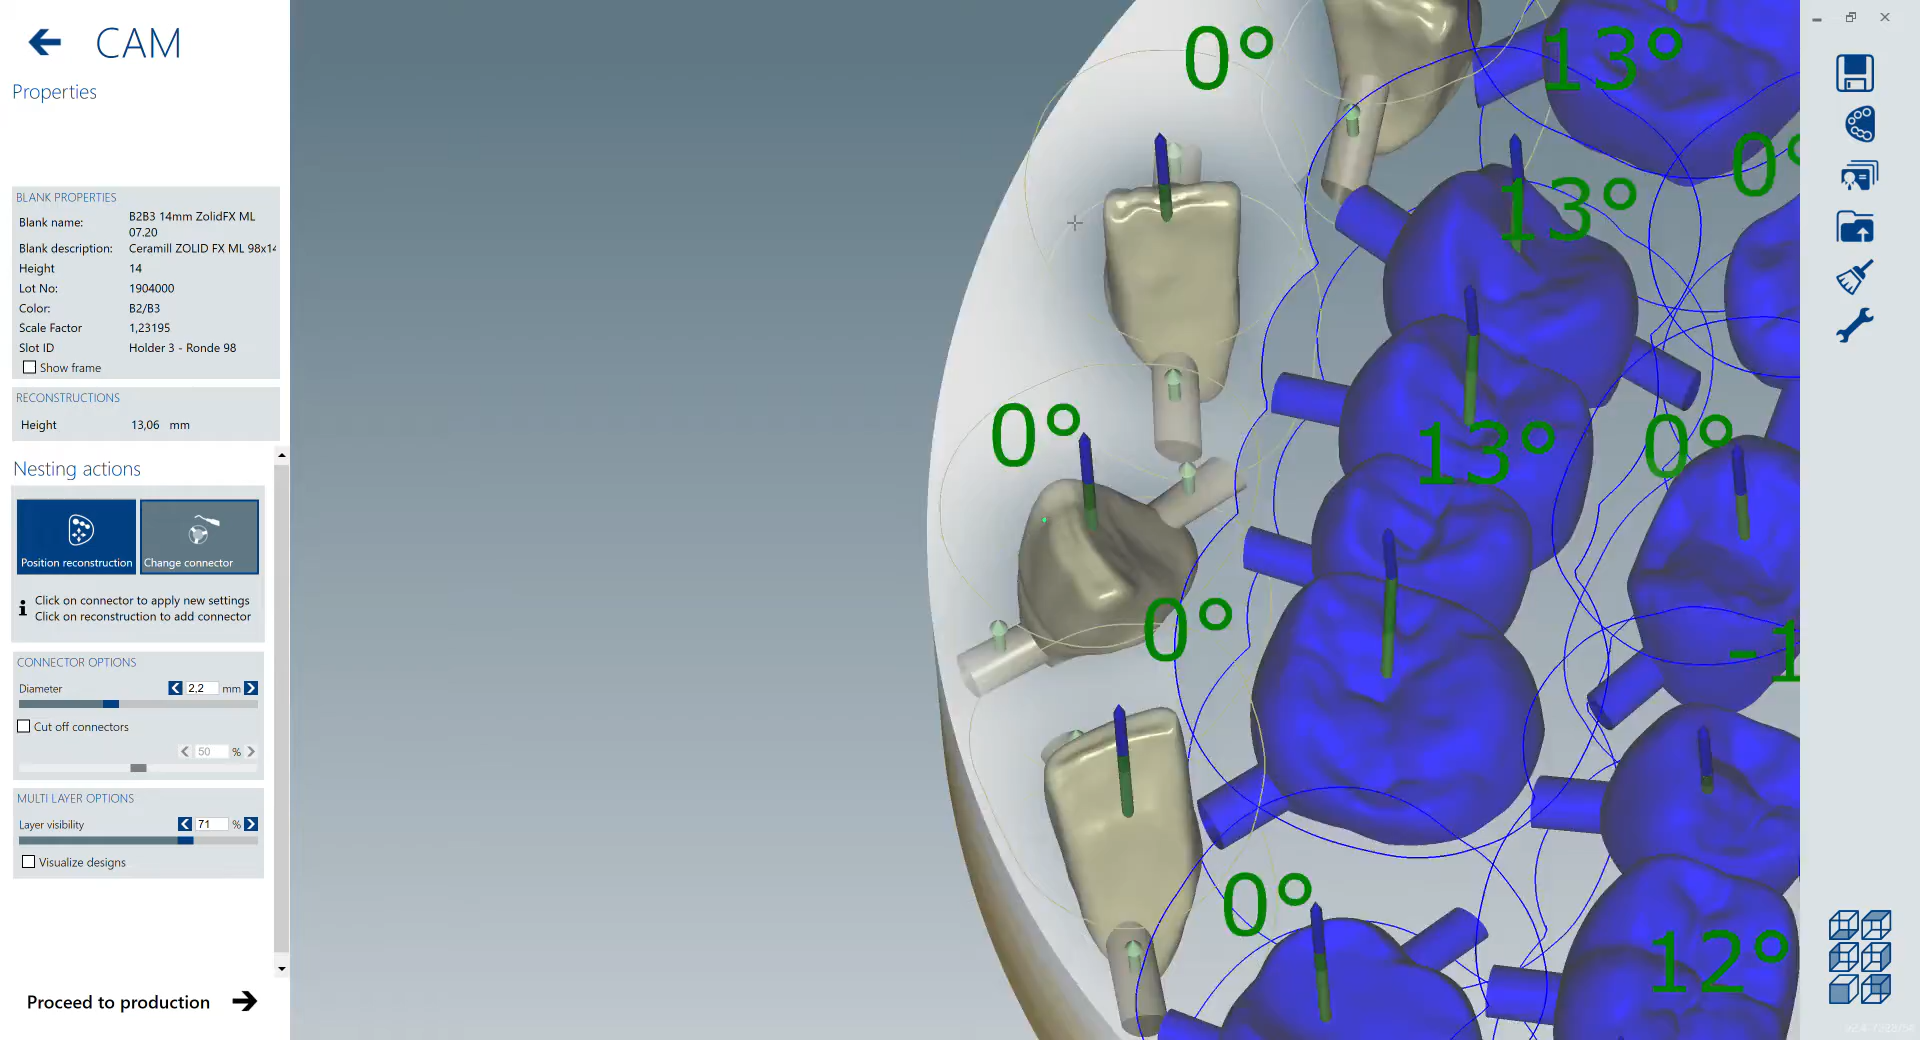 CAM
Properties
BLANK PROPERTIES
Blank name: B2B3 14mm ZolidFX ML 07.20
Blank description: Ceramill ZOLID FX ML 98x14
Height 14
Lot No: 1904000
Color: B2/B3
Scale Factor 1,23195
Slot ID Holder 3 - Ronde 98
Show frame
RECONSTRUCTIONS
Height 13,06 mm
Nesting actions
Position reconstruction
Change connector
Click on connector to apply new settings
Click on reconstruction to add connector
CONNECTOR OPTIONS
Diameter 2,2 mm
Cut off connectors
50 %
MULTI LAYER OPTIONS
Layer visibility 71 %
Visualize designs
Proceed to production
0°
13°
0°
13°
0°
13°
0°
0°
-1
0°
12°